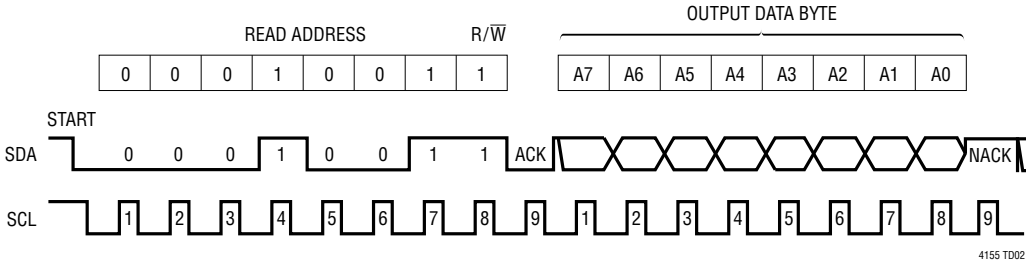 OUTPUT DATA BYTE
READ ADDRESS R/W̅
0 0 0 1 0 0 1 1 A7 A6 A5 A4 A3 A2 A1 A0
START
SDA 0 0 0 1 0 0 1 1 ACK NACK
SCL 1 2 3 4 5 6 7 8 9 1 2 3 4 5 6 7 8 9
4155 TD02